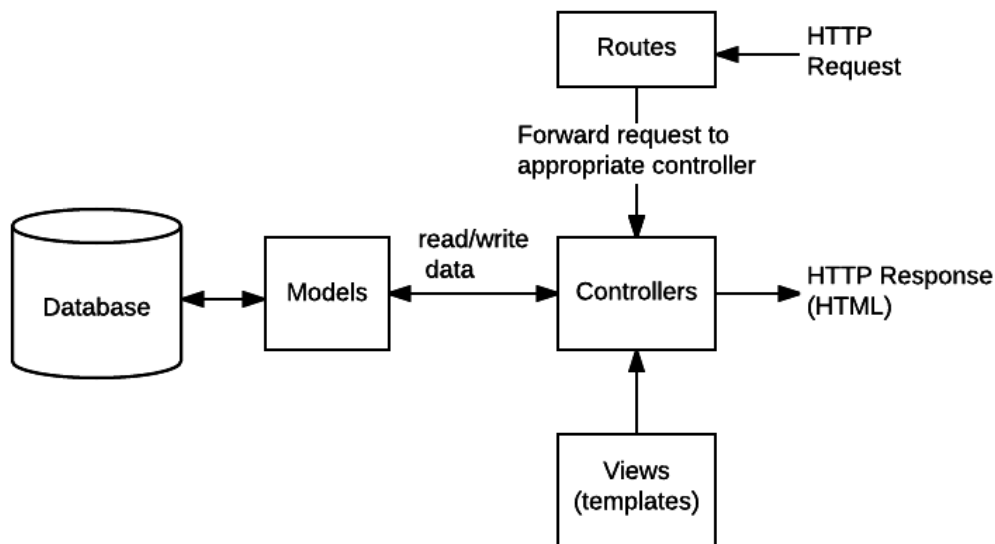 Routes
HTTP
Request
Forward request to
appropriate controller
read/write
data
Database
Models
Controllers
HTTP Response
(HTML)
Views
(templates)